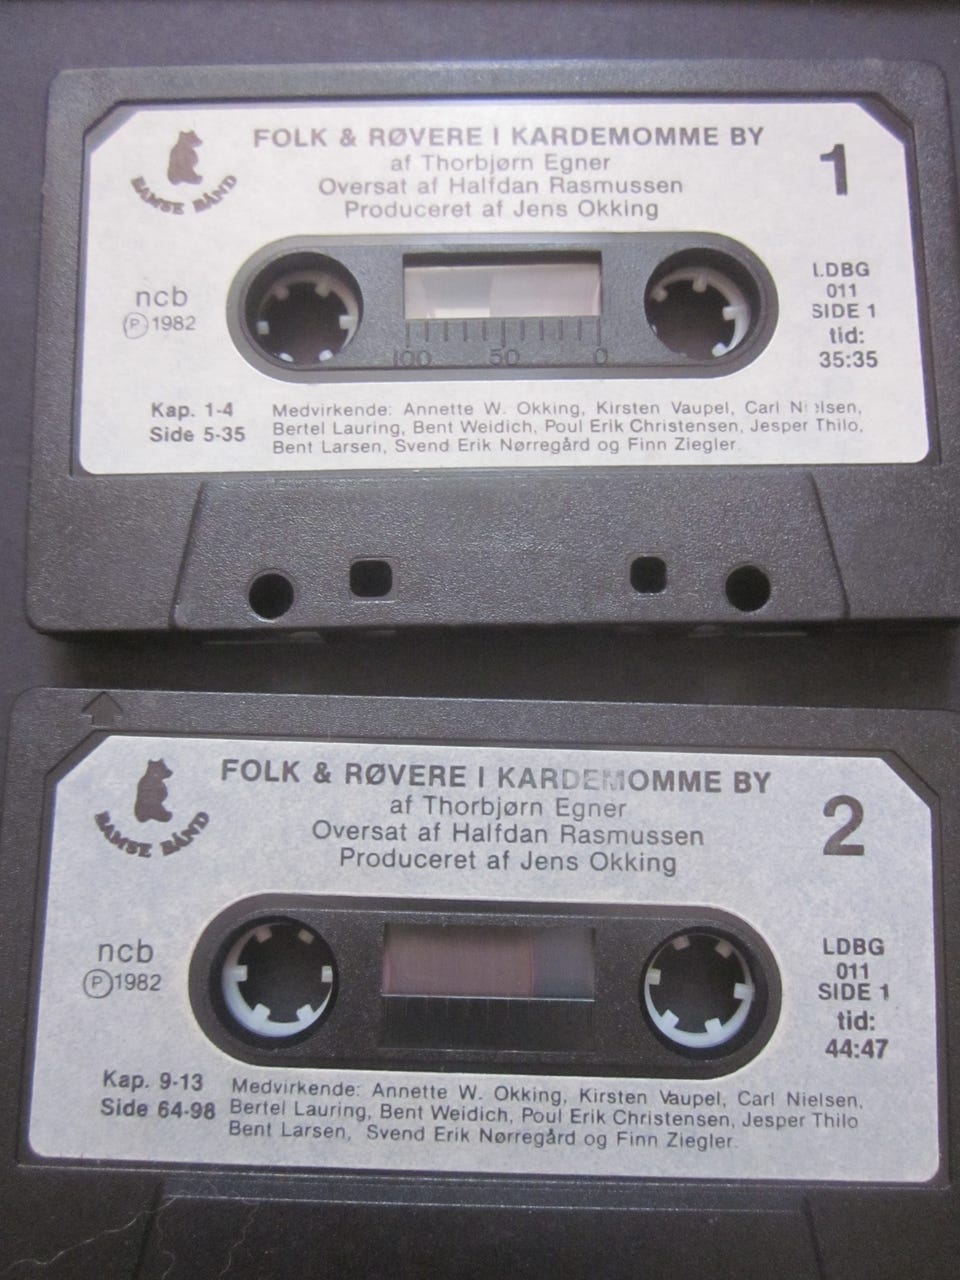 FOLK & RØVERE I KARDEMOMME BY
af Thorbjørn Egner
Oversat af Halfdan Rasmussen
Produceret af Jens Okking
1
RAMSE BÅND
ncb
Ⓟ 1982
LDBG
011
SIDE 1
tid:
35:35
100 50 0
Kap. 1-4
Side 5-35
Medvirkende: Annette W. Okking, Kirsten Vaupel, Carl Nielsen,
Bertel Lauring, Bent Weidich, Poul Erik Christensen, Jesper Thilo,
Bent Larsen, Svend Erik Nørregård og Finn Ziegler.
FOLK & RØVERE I KARDEMOMME BY
af Thorbjørn Egner
Oversat af Halfdan Rasmussen
Produceret af Jens Okking
2
RAMSE BÅND
ncb
Ⓟ 1982
LDBG
011
SIDE 1
tid:
44:47
Kap. 9-13
Side 64-98
Medvirkende: Annette W. Okking, Kirsten Vaupel, Carl Nielsen,
Bertel Lauring, Bent Weidich, Poul Erik Christensen, Jesper Thilo
Bent Larsen, Svend Erik Nørregård og Finn Ziegler.